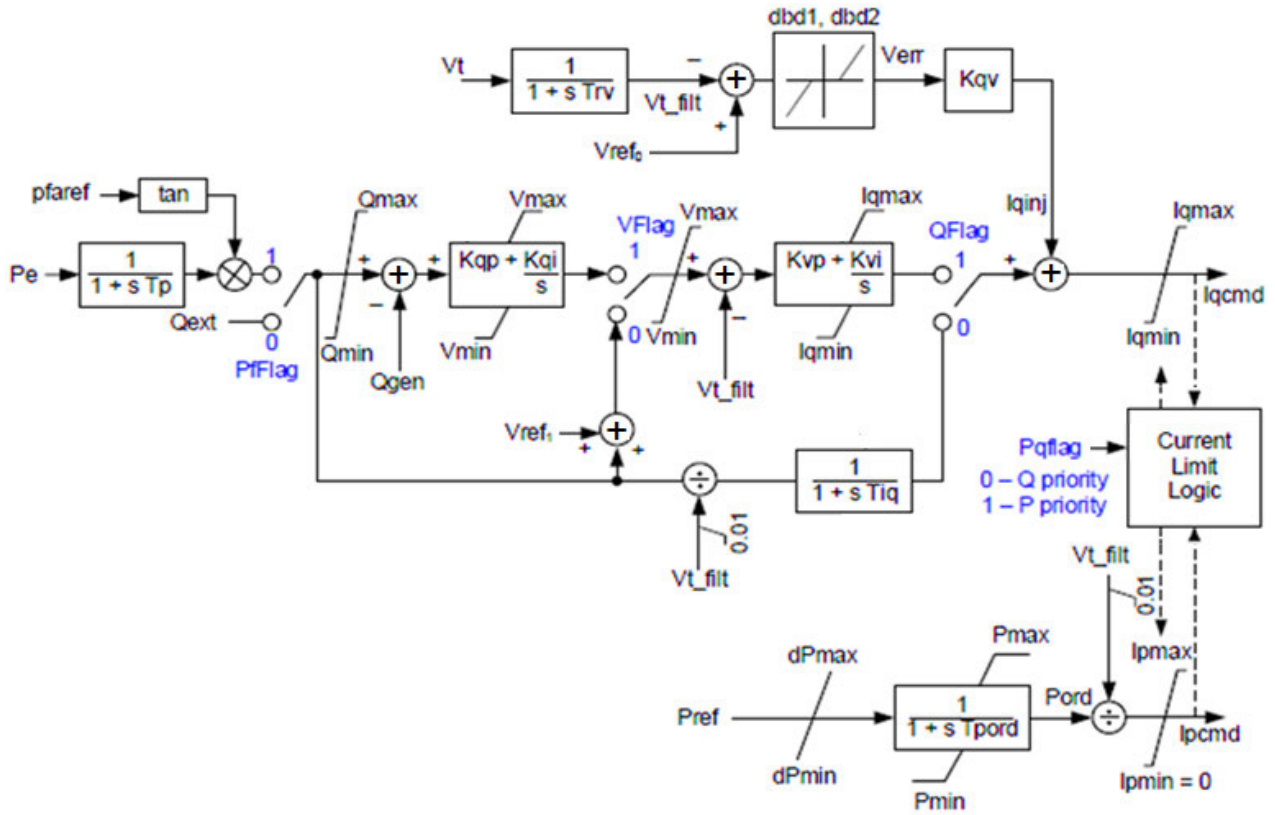 dbd1, dbd2
Vt
1
1 + s Trv
–
+
Vt_filt
+
Verr
Kqv
Vref₀
pfaref
tan
Pe
1
1 + s Tp
1
Qext
0
PfFlag
Qmax
Qmin
+
+
–
Qgen
+
Vmax
Kqp + Kqi
s
Vmin
VFlag
1
0
Vmax
Vmin
+
+
–
Vt_filt
Iqmax
Kvp + Kvi
s
Iqmin
QFlag
1
0
Iqinj
+
+
Iqmax
Iqmin
Iqcmd
Vref₁
+
+
+
÷
0.01
Vt_filt
1
1 + s Tiq
Pqflag
0 – Q priority
1 – P priority
Current
Limit
Logic
Vt_filt
0.01
Pref
dPmax
dPmin
Pmax
1
1 + s Tpord
Pmin
Pord
÷
Ipmax
Ipcmd
Ipmin = 0